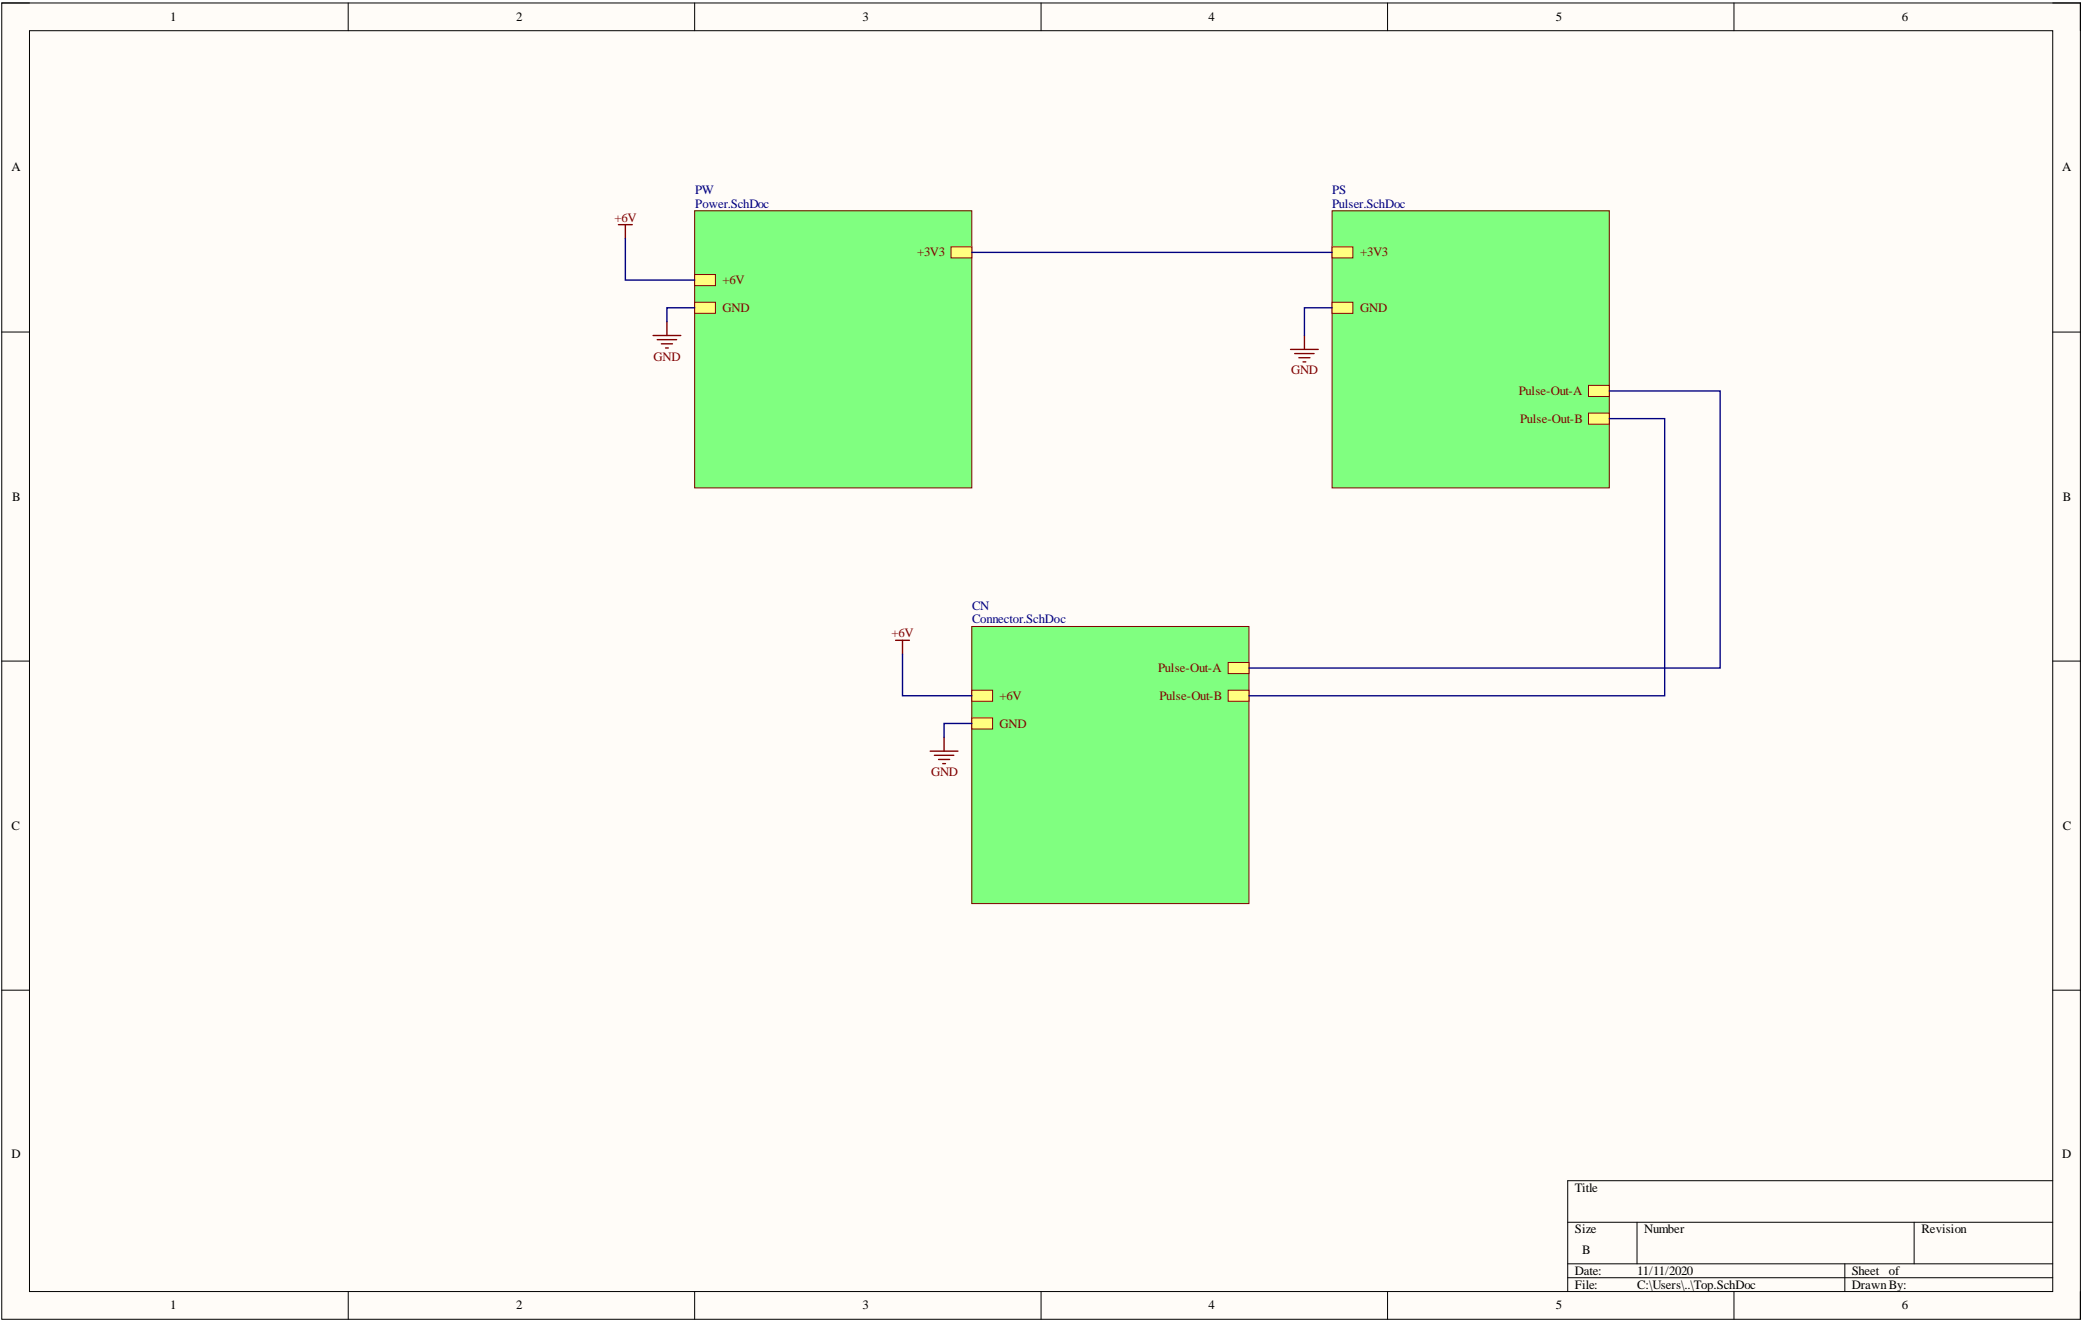 1 2 3 4 5 6
A A
PW
Power.SchDoc
PS
Pulser.SchDoc
+6V
+3V3
+3V3
+6V
GND
GND
GND
GND
Pulse-Out-A
Pulse-Out-B
B B
CN
Connector.SchDoc
+6V
Pulse-Out-A
+6V
Pulse-Out-B
GND
GND
C C
D D
Title
Size Number Revision
B
Date: 11/11/2020 Sheet of
File: C:\Users\..\Top.SchDoc Drawn By:
1 2 3 4 5 6